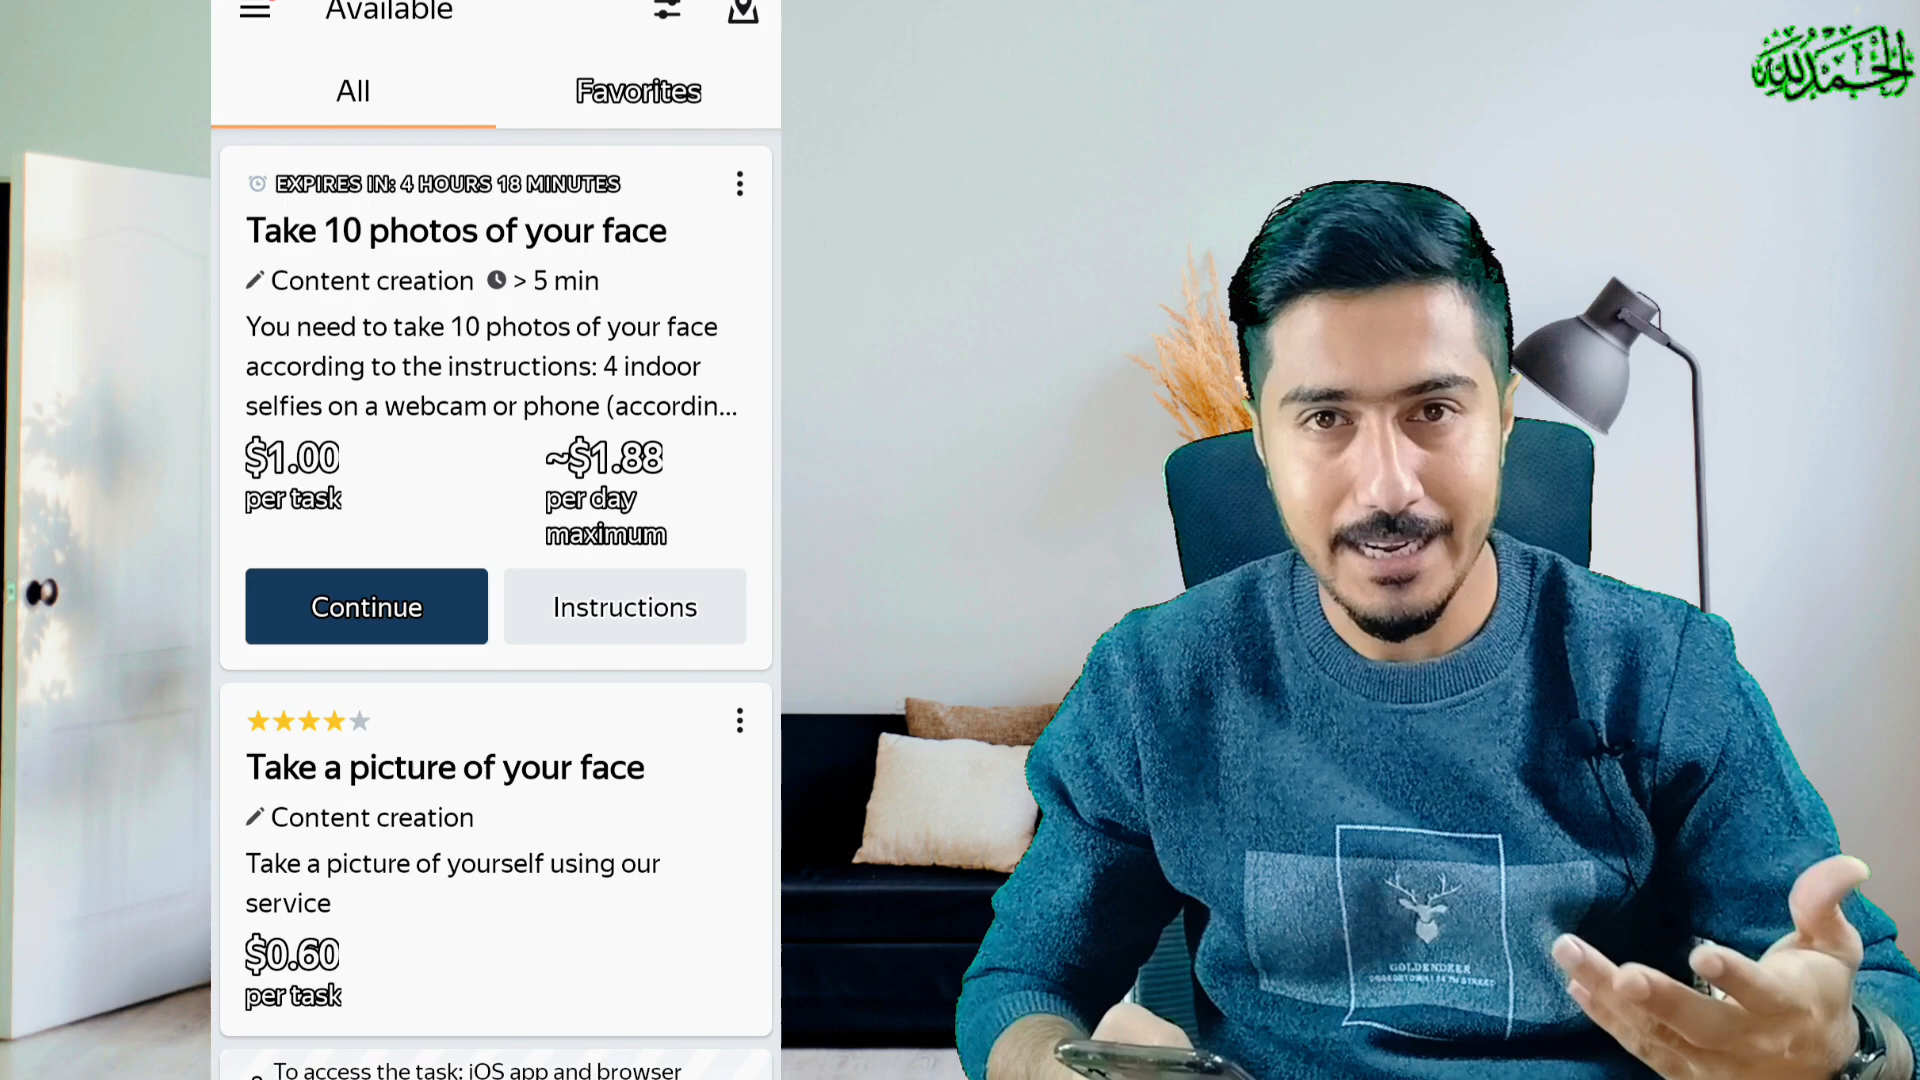 Available
All
Favorites
EXPIRES IN: 4 HOURS 18 MINUTES
Take 10 photos of your face
Content creation > 5 min
You need to take 10 photos of your face
according to the instructions: 4 indoor
selfies on a webcam or phone (accordin...
$1.00
per task
~$1.88
per day
maximum
Continue
Instructions
Take a picture of your face
Content creation
Take a picture of yourself using our
service
$0.60
per task
To access the task: iOS app and browser
الحمد لله
GOLDENDEER